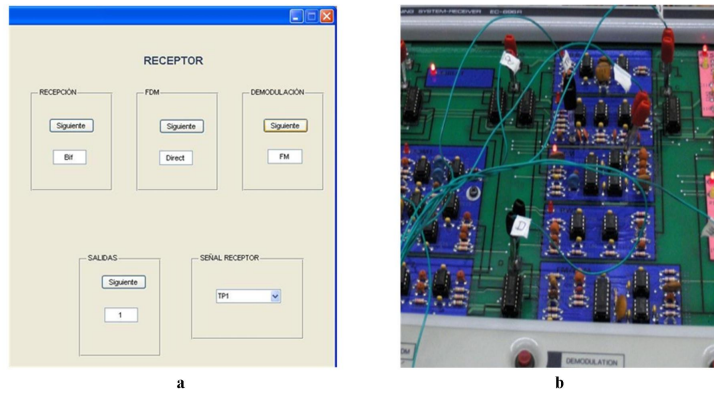 RECEPTOR
RECEPCIÓN
Siguiente
Bif
FDM
Siguiente
Direct
DEMODULACIÓN
Siguiente
FM
SALIDAS
Siguiente
1
SEÑAL RECEPTOR
TP1
a
SYSTEM-RECEIVER
D
DEMODULATION
b